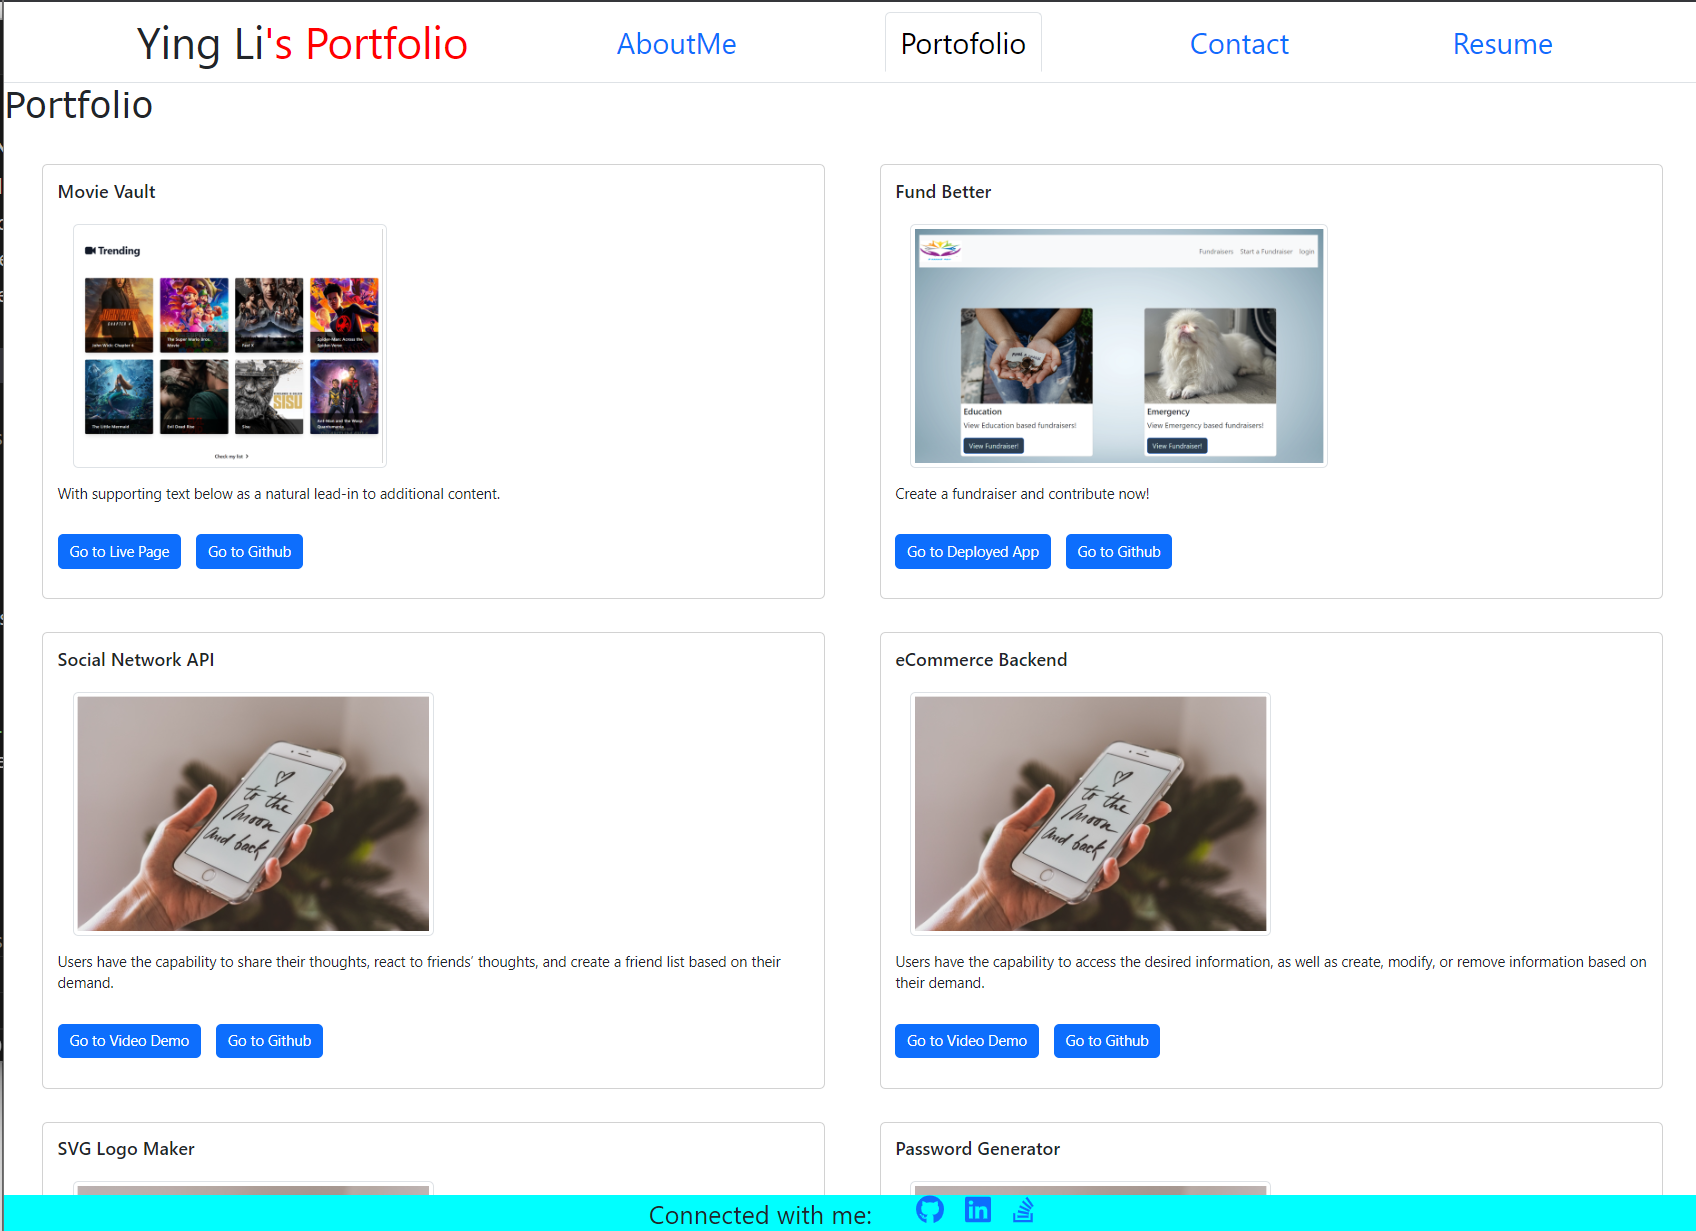 Ying Li's Portfolio AboutMe Portofolio Contact Resume
Portfolio
Movie Vault
Trending
John Wick: Chapter 4
The Super Mario Bros. Movie
Fast X
Spider-Man: Across the Spider-Verse
The Little Mermaid
Evil Dead Rise
SISU
Sisu
Ant-Man and the Wasp: Quantumania
Check my list
With supporting text below as a natural lead-in to additional content.
Go to Live Page Go to Github
Fund Better
Fundraisers Start a Fundraiser login
Education
View Education based fundraisers!
View Fundraiser!
Emergency
View Emergency based fundraisers!
View Fundraiser!
Create a fundraiser and contribute now!
Go to Deployed App Go to Github
Social Network API
to the
moon
and back
Users have the capability to share their thoughts, react to friends’ thoughts, and create a friend list based on their
demand.
Go to Video Demo Go to Github
eCommerce Backend
to the
moon
and back
Users have the capability to access the desired information, as well as create, modify, or remove information based on
their demand.
Go to Video Demo Go to Github
SVG Logo Maker
Password Generator
Connected with me: